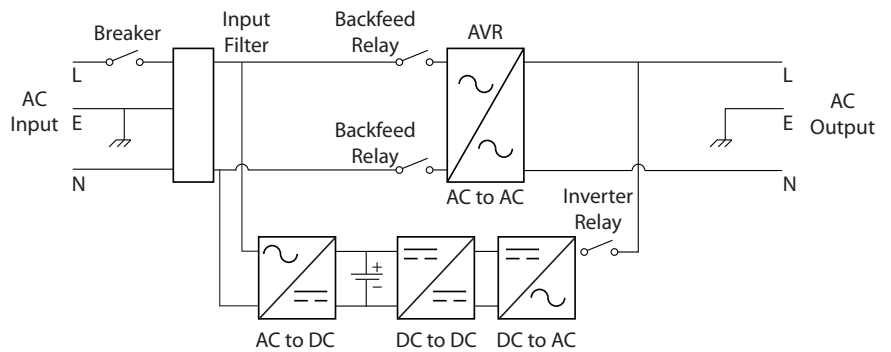 Breaker
Input
Filter
Backfeed
Relay
AVR
L
L
AC
Input
E
E
AC
Output
Backfeed
Relay
N
N
AC to AC
Inverter
Relay
+
−
AC to DC
DC to DC
DC to AC